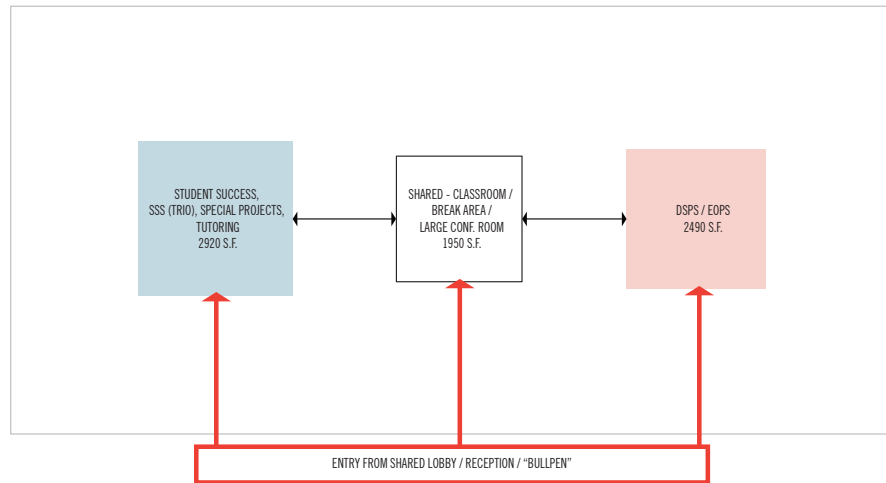 STUDENT SUCCESS,
SSS (TRIO), SPECIAL PROJECTS,
TUTORING
2920 S.F.
SHARED - CLASSROOM /
BREAK AREA /
LARGE CONF. ROOM
1950 S.F.
DSPS / EOPS
2490 S.F.
ENTRY FROM SHARED LOBBY / RECEPTION / “BULLPEN”